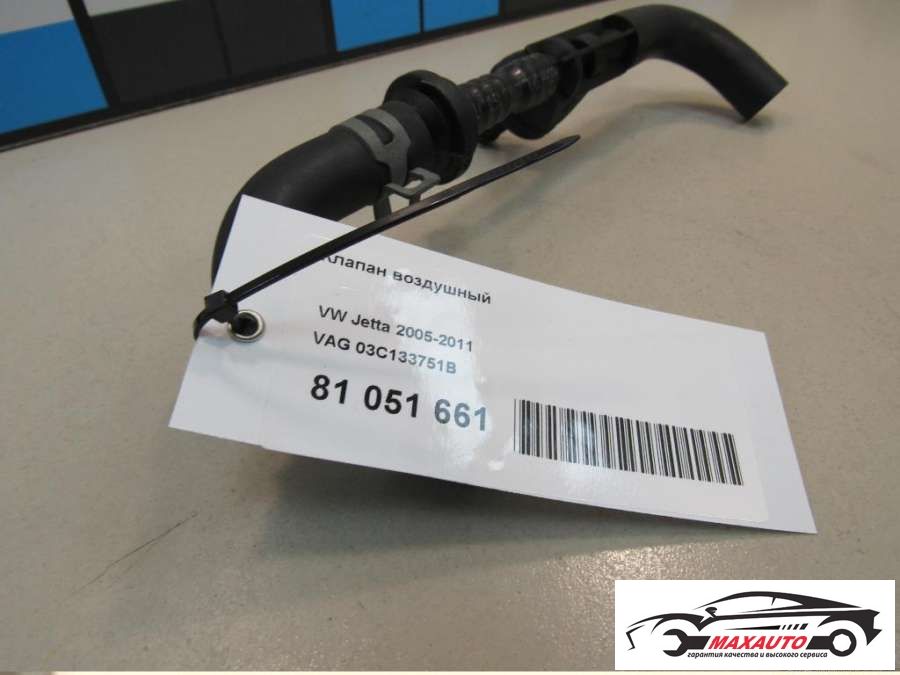 Клапан воздушный
VW Jetta 2005-2011
VAG 03C133751B
81 051 661
MAXAUTO
гарантия качества и высокого сервиса